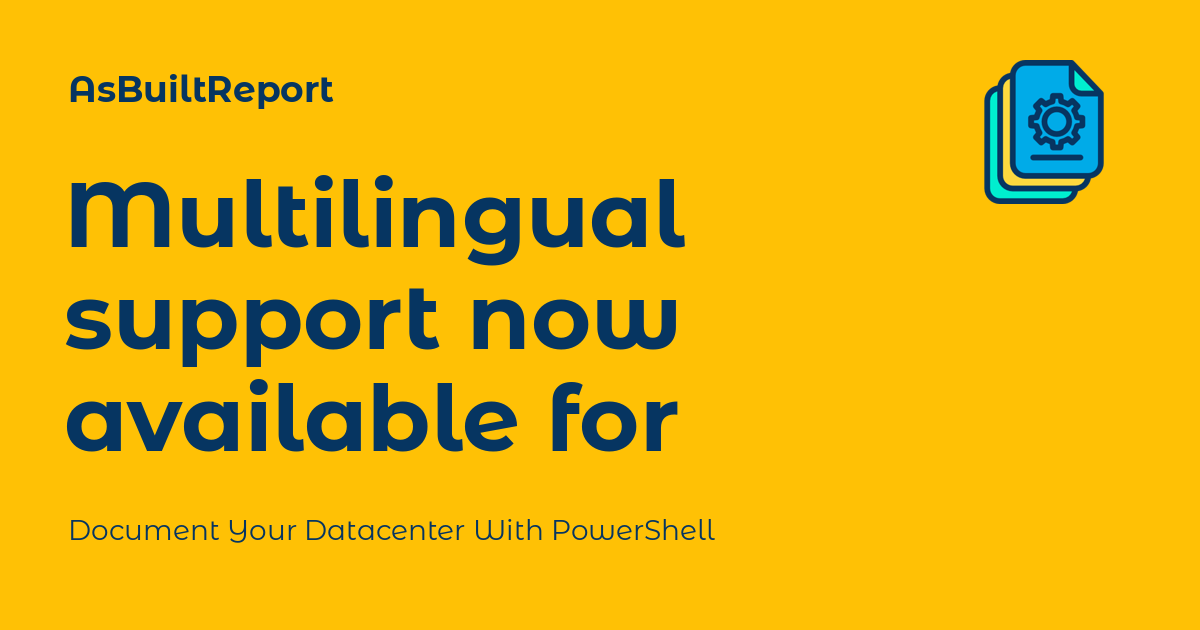 AsBuiltReport
Multilingual
support now
available for
Document Your Datacenter With PowerShell